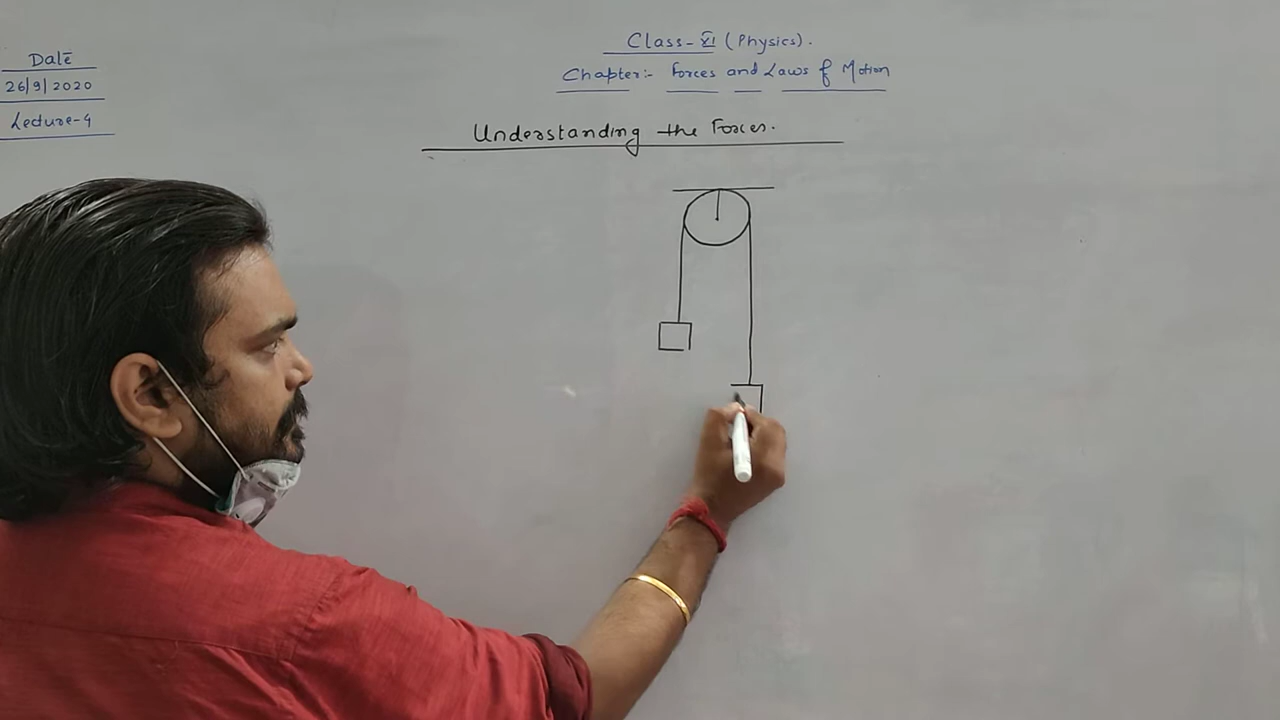 Date
26/9/2020
Lecture-4
Class-XI (Physics).
Chapter:- Forces and Laws of Motion
Understanding the Forces.